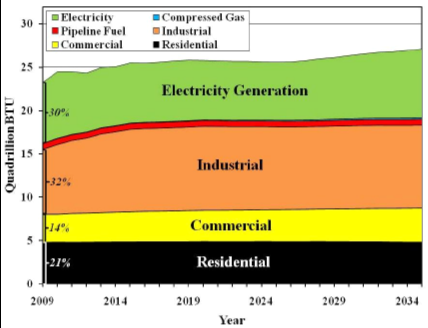 30
25
20
15
10
5
0
Quadrillion BTU
Electricity
Compressed Gas
Pipeline Fuel
Industrial
Commercial
Residential
Electricity Generation
-30%
Industrial
-32%
Commercial
-14%
Residential
-21%
2009 2014 2019 2024 2029 2034
Year